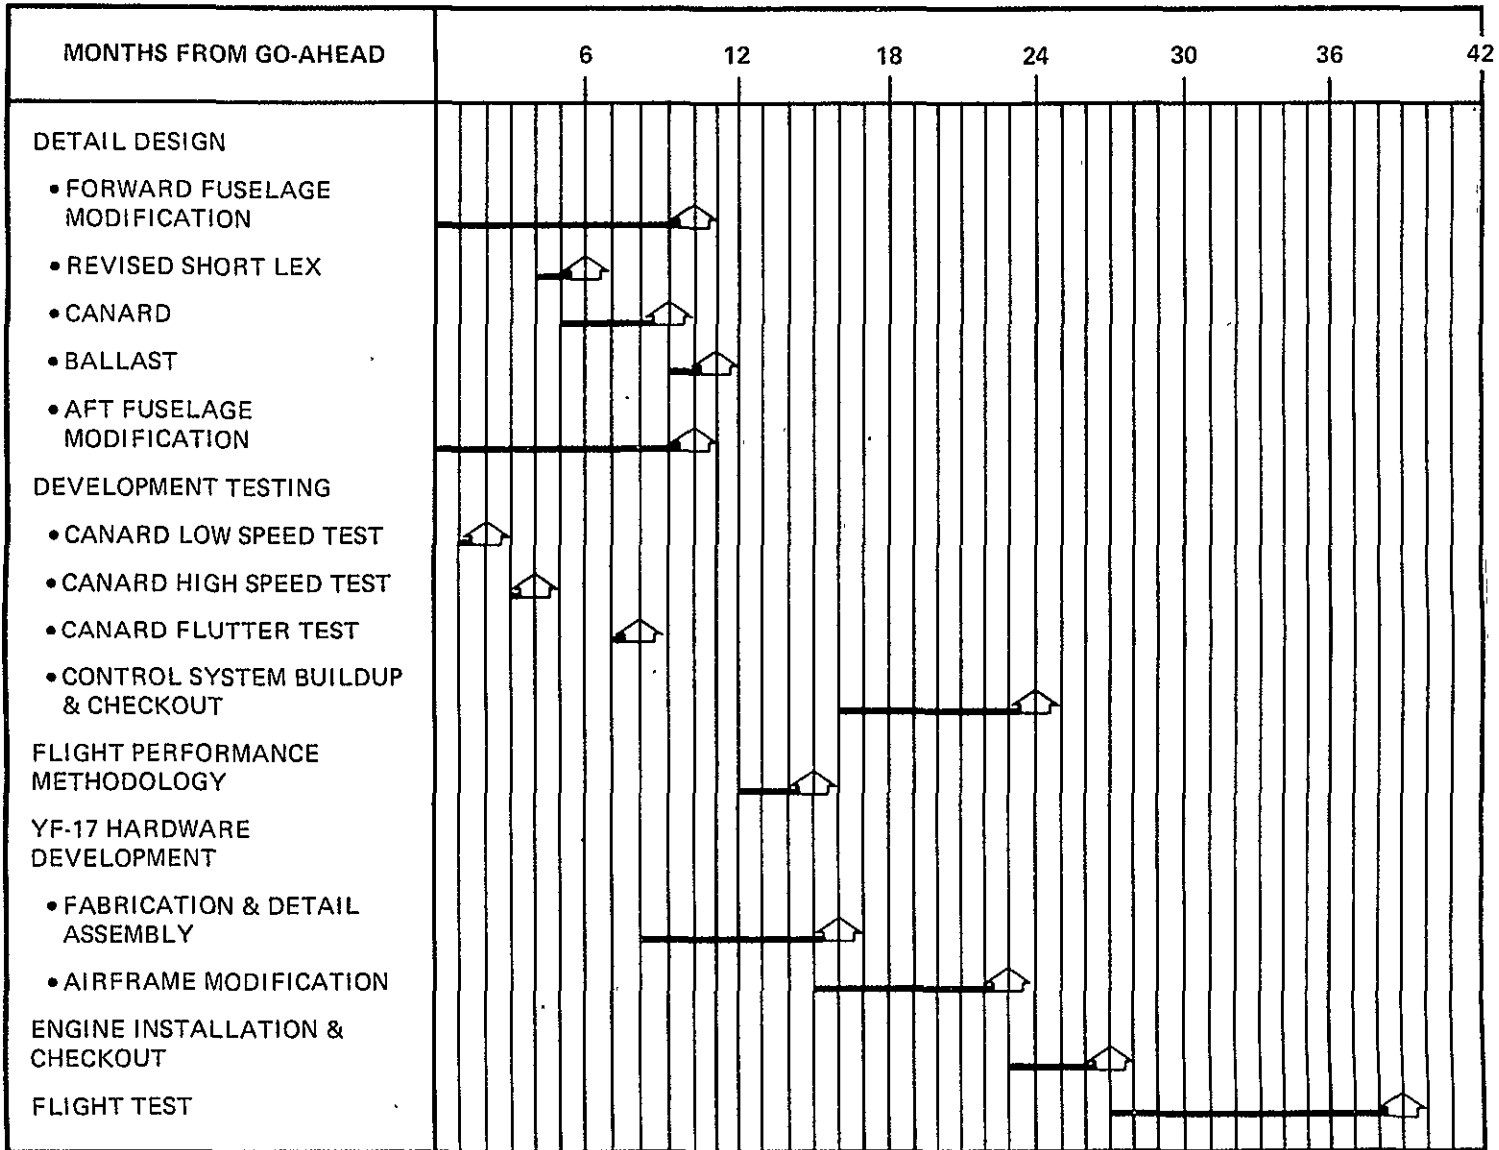 MONTHS FROM GO-AHEAD 6 12 18 24 30 36 42
DETAIL DESIGN
• FORWARD FUSELAGE
MODIFICATION
• REVISED SHORT LEX
• CANARD
• BALLAST
• AFT FUSELAGE
MODIFICATION
DEVELOPMENT TESTING
• CANARD LOW SPEED TEST
• CANARD HIGH SPEED TEST
• CANARD FLUTTER TEST
• CONTROL SYSTEM BUILDUP
& CHECKOUT
FLIGHT PERFORMANCE
METHODOLOGY
YF-17 HARDWARE
DEVELOPMENT
• FABRICATION & DETAIL
ASSEMBLY
• AIRFRAME MODIFICATION
ENGINE INSTALLATION &
CHECKOUT
FLIGHT TEST